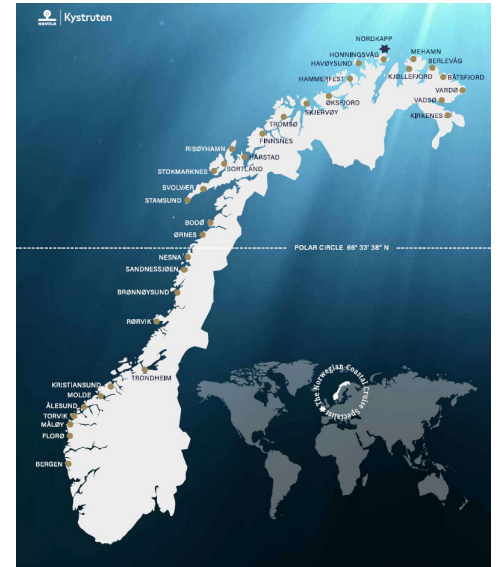 HAVILA
Kystruten
NORDKAPP
HONNINGSVÅG
MEHAMN
HAVØYSUND
BERLEVÅG
KJØLLEFJORD
BÅTSFJORD
HAMMERFEST
VARDØ
ØKSFJORD
VADSØ
SKJERVØY
KIRKENES
TROMSØ
FINNSNES
RISØYHAMN
HARSTAD
SORTLAND
STOKMARKNES
SVOLVÆR
STAMSUND
BODØ
ØRNES
POLAR CIRCLE 66° 33' 38" N
NESNA
SANDNESSJØEN
BRØNNØYSUND
RØRVIK
TRONDHEIM
KRISTIANSUND
MOLDE
ÅLESUND
TORVIK
MÅLØY
FLORØ
BERGEN
The Norwegian Coastal Cruise Specialist